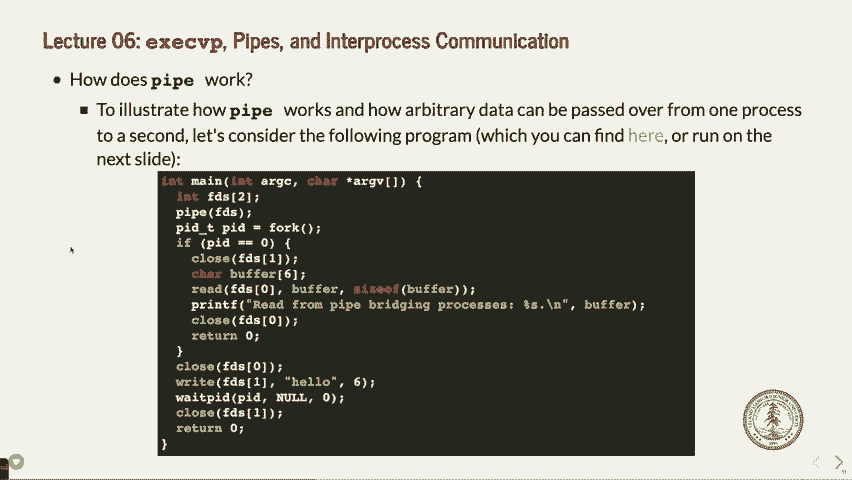 Lecture 06: execvp, Pipes, and Interprocess Communication
How does pipe work?
To illustrate how pipe works and how arbitrary data can be passed over from one process
to a second, let's consider the following program (which you can find here, or run on the
next slide):
int main(int argc, char *argv[]) {
int fds[2];
pipe(fds);
pid_t pid = fork();
if (pid == 0) {
close(fds[1]);
char buffer[6];
read(fds[0], buffer, sizeof(buffer));
printf("Read from pipe bridging processes: %s.\n", buffer);
close(fds[0]);
return 0;
}
close(fds[0]);
write(fds[1], "hello", 6);
waitpid(pid, NULL, 0);
close(fds[1]);
return 0;
}
11